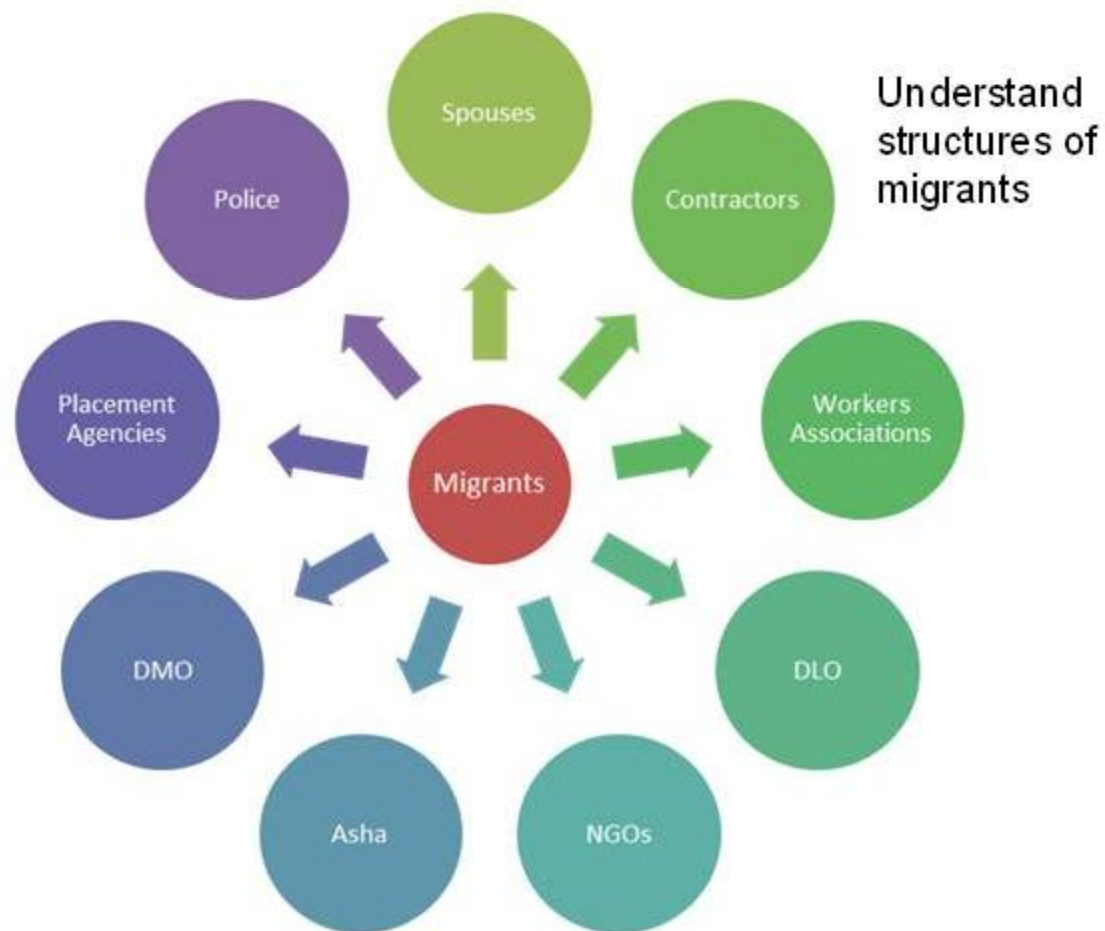 Understand
structures of
migrants
Spouses
Contractors
Workers
Associations
DLO
NGOs
Asha
DMO
Placement
Agencies
Police
Migrants